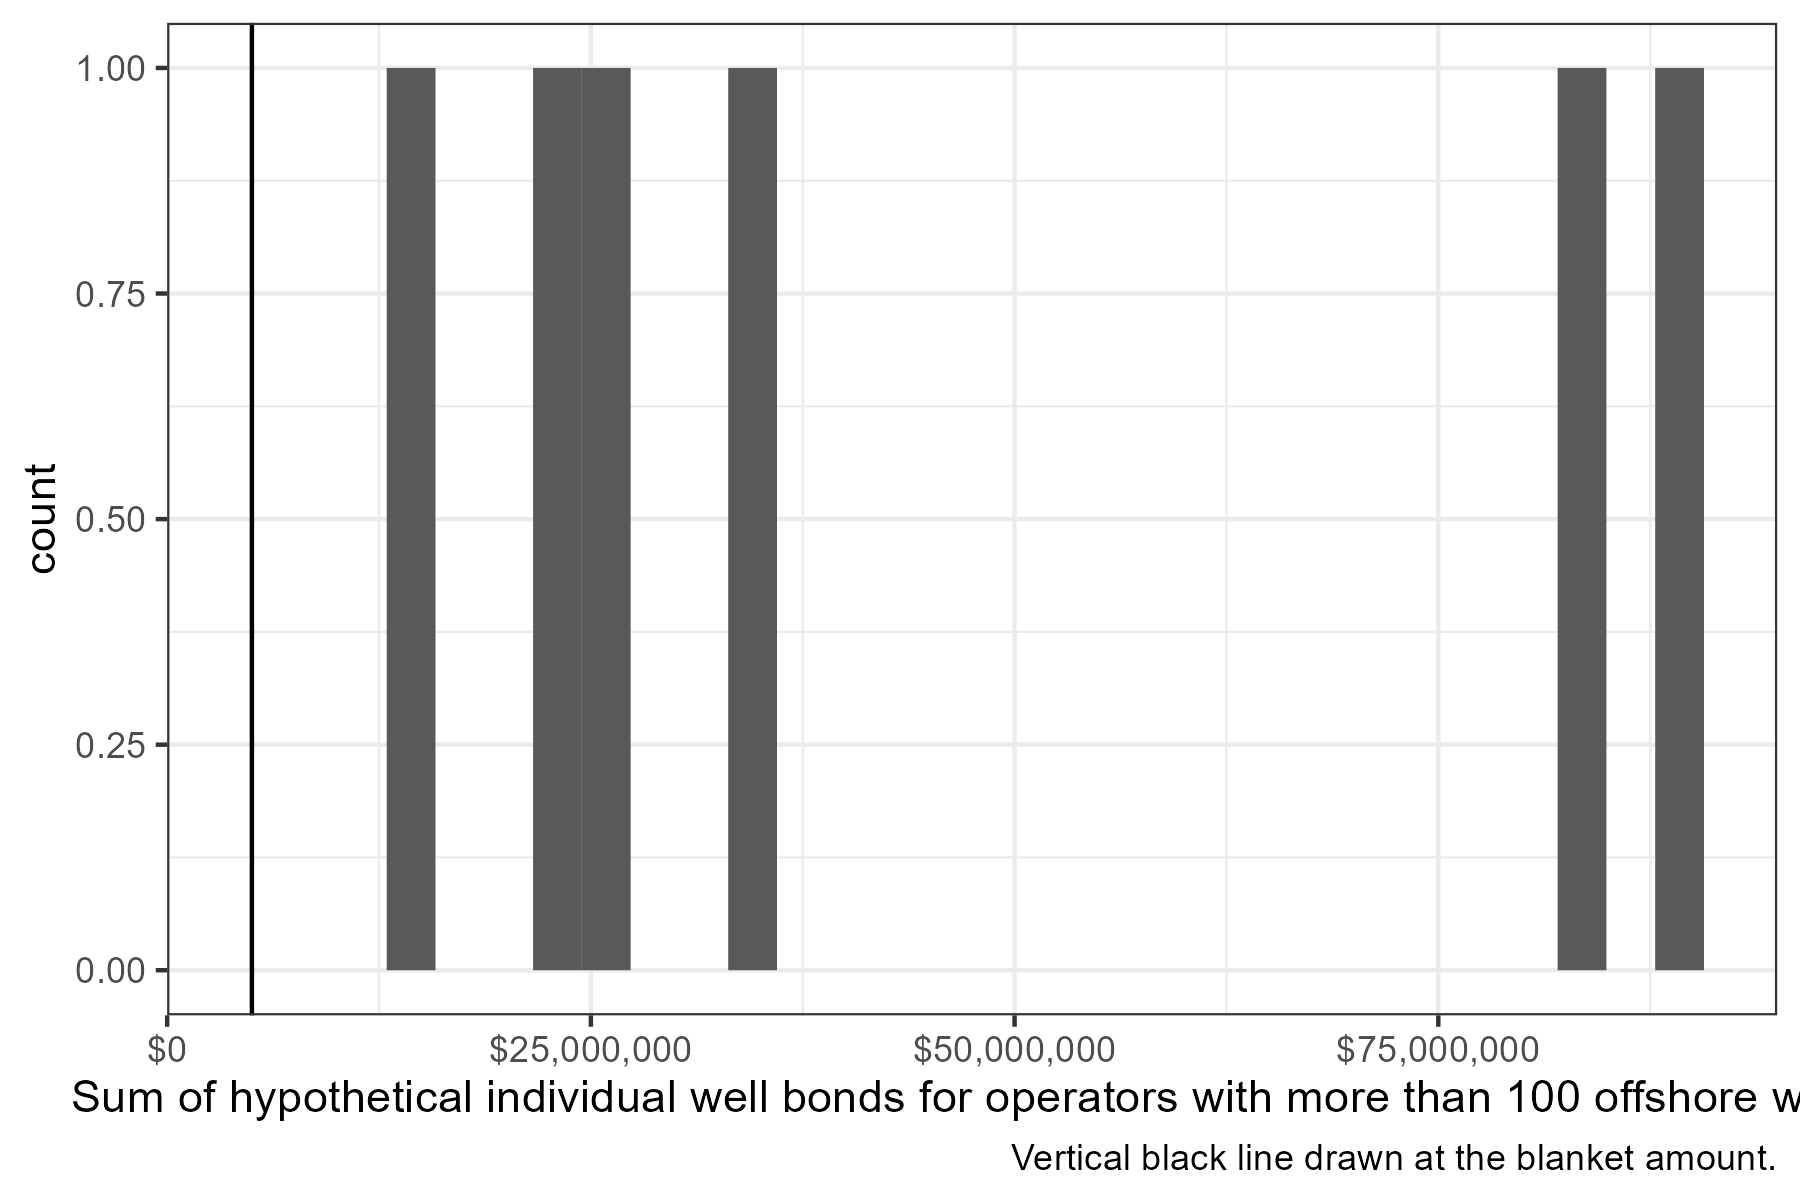 1.00
0.75
0.50
0.25
0.00
count
$0 $25,000,000 $50,000,000 $75,000,000
Sum of hypothetical individual well bonds for operators with more than 100 offshore w
Vertical black line drawn at the blanket amount.